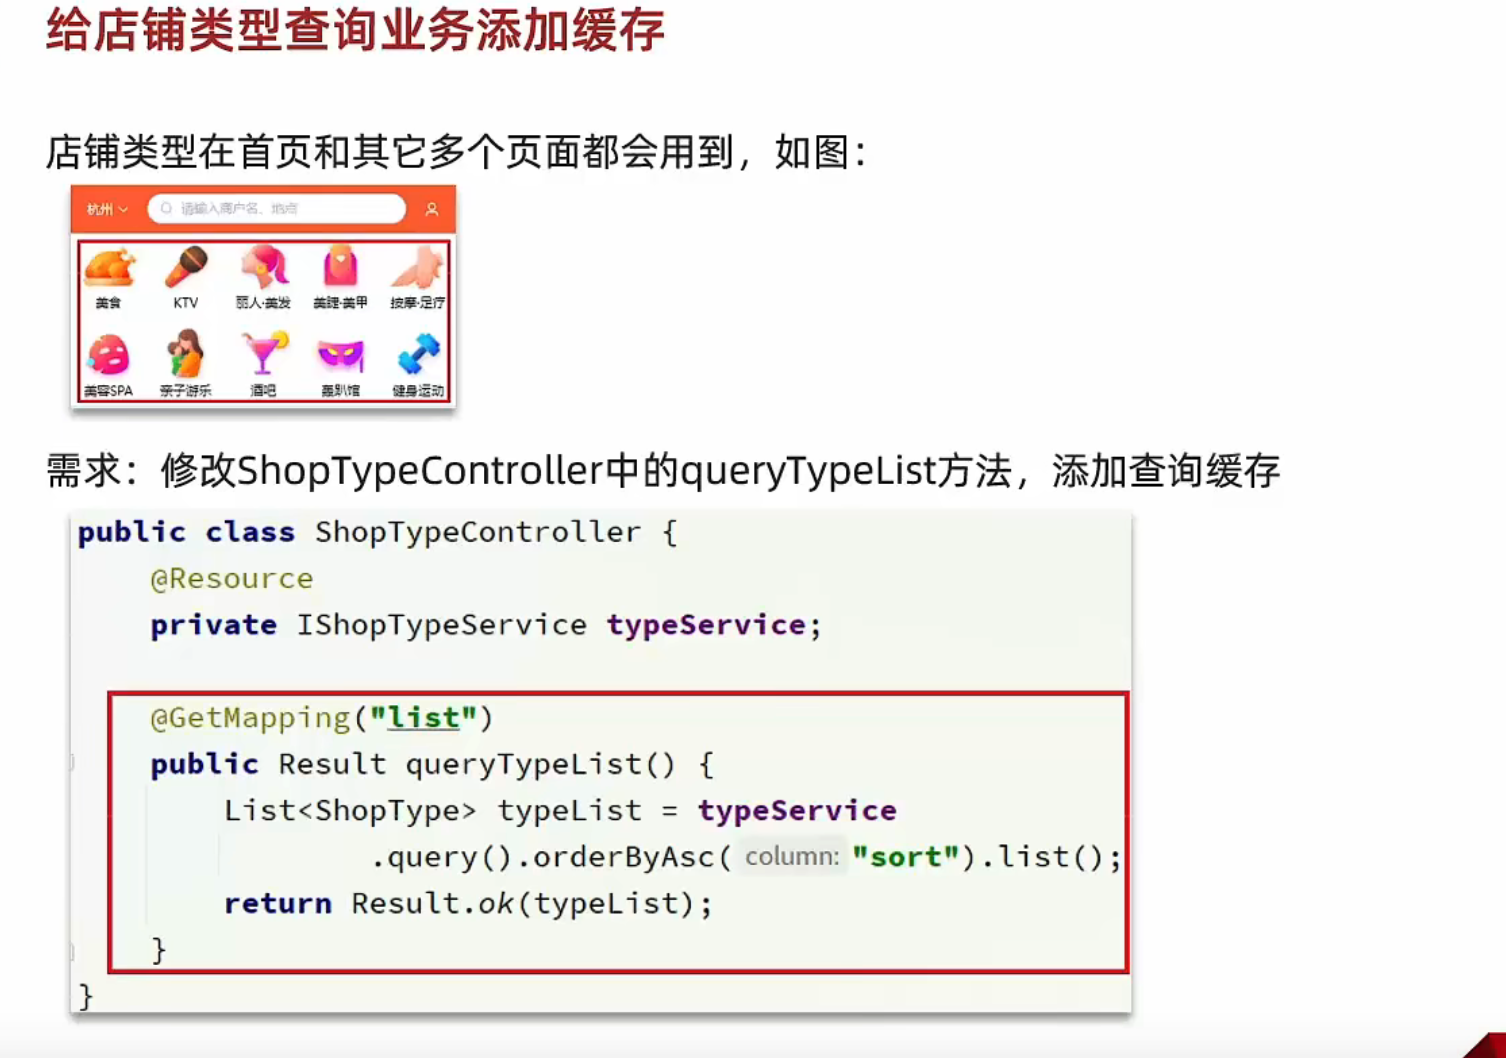 给店铺类型查询业务添加缓存
店铺类型在首页和其它多个页面都会用到，如图：
杭州 请输入商户名、地点
美食 KTV 丽人·美发 美睫·美甲 按摩·足疗
美容SPA 亲子游乐 酒吧 轰趴馆 健身运动
需求：修改ShopTypeController中的queryTypeList方法，添加查询缓存
public class ShopTypeController {
@Resource
private IShopTypeService typeService;
@GetMapping("list")
public Result queryTypeList() {
List<ShopType> typeList = typeService
.query().orderByAsc( column: "sort").list();
return Result.ok(typeList);
}
}